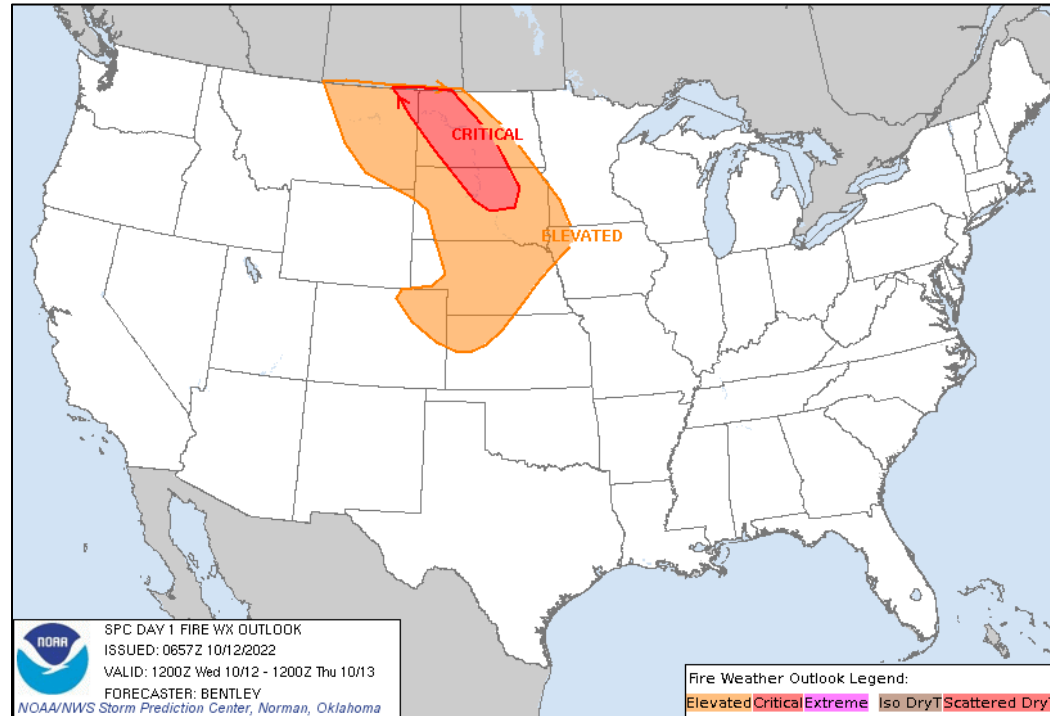 CRITICAL
ELEVATED
NOAA
SPC DAY 1 FIRE WX OUTLOOK
ISSUED: 0657Z 10/12/2022
VALID: 1200Z Wed 10/12 - 1200Z Thu 10/13
FORECASTER: BENTLEY
NOAA/NWS Storm Prediction Center, Norman, Oklahoma
Fire Weather Outlook Legend:
Elevated Critical Extreme Iso DryT Scattered DryT